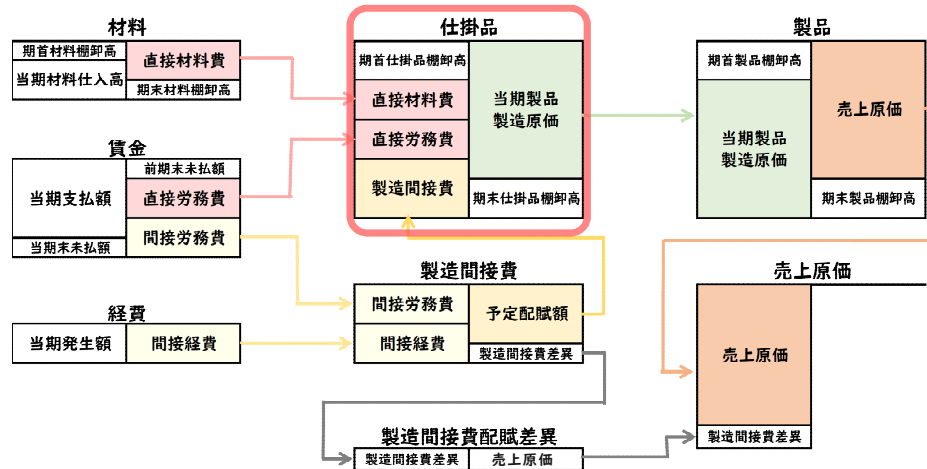 材料
期首材料棚卸高
当期材料仕入高
直接材料費
期末材料棚卸高
賃金
当期支払額
当期末未払額
前期末未払額
直接労務費
間接労務費
経費
当期発生額
間接経費
仕掛品
期首仕掛品棚卸高
直接材料費
直接労務費
製造間接費
当期製品
製造原価
期末仕掛品棚卸高
製造間接費
間接労務費
間接経費
予定配賦額
製造間接費差異
製造間接費配賦差異
製造間接費差異
売上原価
製品
期首製品棚卸高
当期製品
製造原価
売上原価
期末製品棚卸高
売上原価
売上原価
製造間接費差異